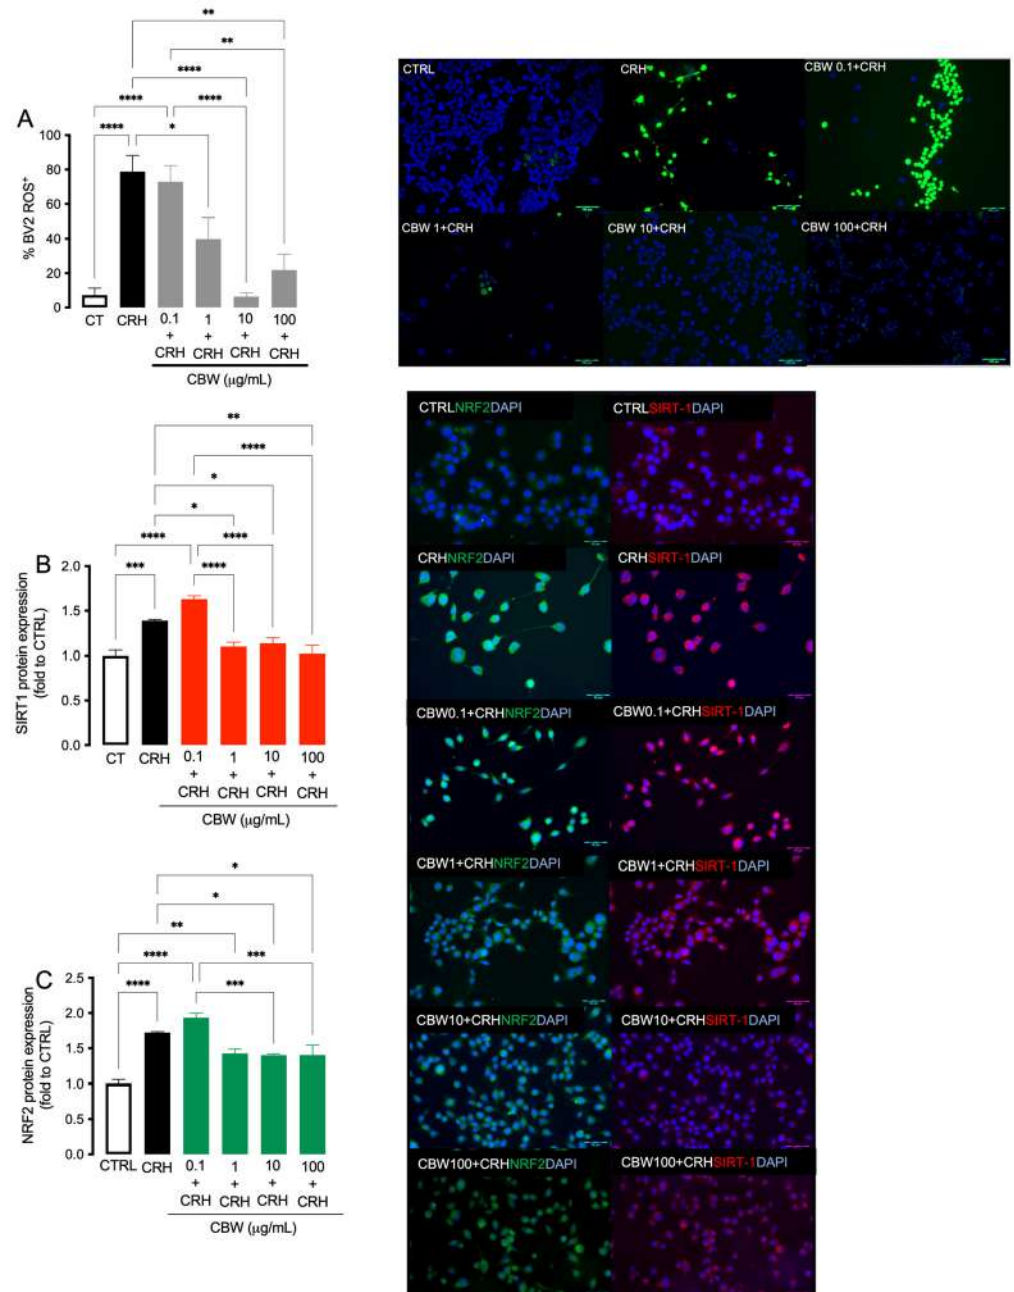 A
**
**
****
**** ****
**** *
% BV2 ROS+
100
80
60
40
20
0
CT CRH 0.1 1 10 100
+ + + +
CRH CRH CRH CRH
CBW (µg/mL)
CTRL CRH CBW 0.1+CRH
CBW 1+CRH CBW 10+CRH CBW 100+CRH
B
**
****
*
*
**** ****
***
SIRT1 protein expression
(fold to CTRL)
2.0
1.5
1.0
0.5
0.0
CT CRH 0.1 1 10 100
+ + + +
CRH CRH CRH CRH
CBW (µg/mL)
C
*
*
**
**** ***
**** ***
NRF2 protein expression
(fold to CTRL)
2.5
2.0
1.5
1.0
0.5
0.0
CTRL CRH 0.1 1 10 100
+ + + +
CRH CRH CRH CRH
CBW (µg/mL)
CTRLNRF2DAPI CTRLSIRT-1DAPI
CRHNRF2DAPI CRHSIRT-1DAPI
CBW0.1+CRHNRF2DAPI CBW0.1+CRHSIRT-1DAPI
CBW1+CRHNRF2DAPI CBW1+CRHSIRT-1DAPI
CBW10+CRHNRF2DAPI CBW10+CRHSIRT-1DAPI
CBW100+CRHNRF2DAPI CBW100+CRHSIRT-1DAPI